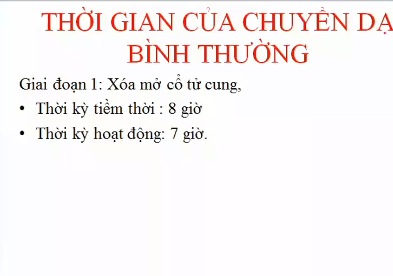 THỜI GIAN CỦA CHUYỂN DẠ
BÌNH THƯỜNG
Giai đoạn 1: Xóa mở cổ tử cung,
• Thời kỳ tiềm thời : 8 giờ
• Thời kỳ hoạt động: 7 giờ.